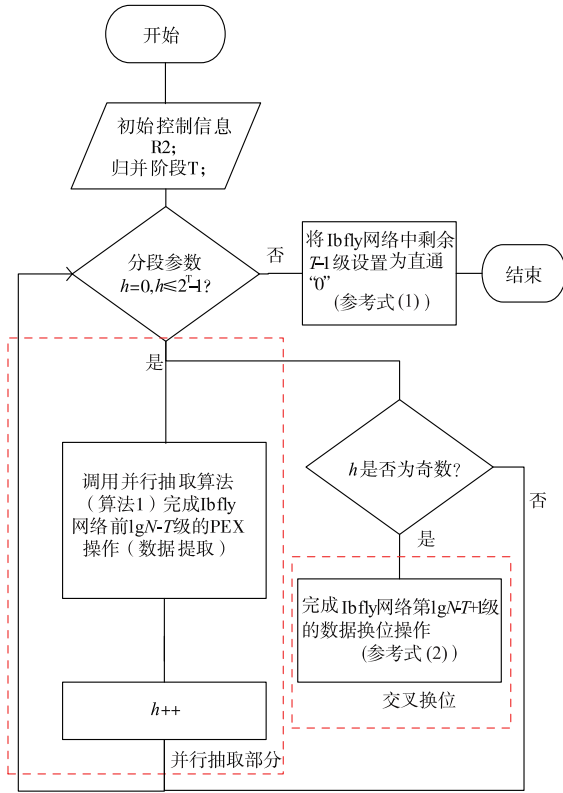 开始
初始控制信息
R2;
归并阶段T;
分段参数
h=0,h≤2^T-1?
否
将Ibfly网络中剩余
T-1级设置为直通
“0”
(参考式(1))
结束
是
调用并行抽取算法
(算法1)完成Ibfly
网络前lgN-T级的PEX
操作(数据提取)
h++
并行抽取部分
h是否为奇数?
否
是
完成Ibfly网络第lgN-T+1级
的数据换位操作
(参考式(2))
交叉换位